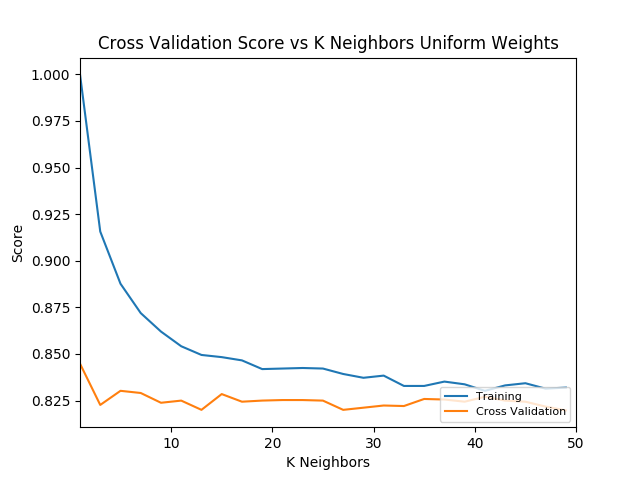 Cross Validation Score vs K Neighbors Uniform Weights
1.000
0.975
0.950
0.925
0.900
0.875
0.850
0.825
Score
10 20 30 40 50
K Neighbors
Training
Cross Validation